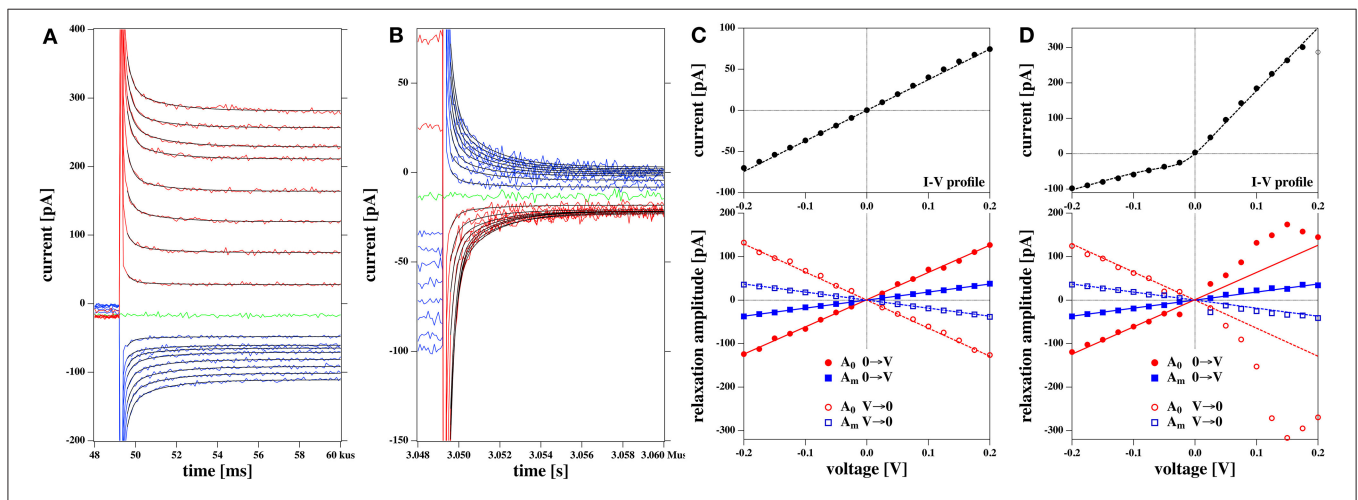 A
400
300
200
100
0
-100
-200
current [pA]
48
50
52
54
56
58
60 kus
time [ms]
B
50
0
-50
-100
-150
current [pA]
3.048
3.050
3.052
3.054
3.056
3.058
3.060 Mus
time [s]
C
100
50
0
-50
-100
current [pA]
I-V profile
200
100
0
-100
-200
-300
relaxation amplitude [pA]
A0 0→V
Am 0→V
A0 V→0
Am V→0
-0.2
-0.1
0.0
0.1
0.2
voltage [V]
D
300
200
100
0
-100
current [pA]
I-V profile
200
100
0
-100
-200
-300
relaxation amplitude [pA]
A0 0→V
Am 0→V
A0 V→0
Am V→0
-0.2
-0.1
0.0
0.1
0.2
voltage [V]